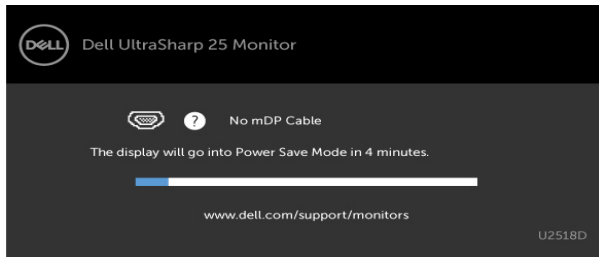 DELL
Dell UltraSharp 25 Monitor
? No mDP Cable
The display will go into Power Save Mode in 4 minutes.
www.dell.com/support/monitors
U2518D